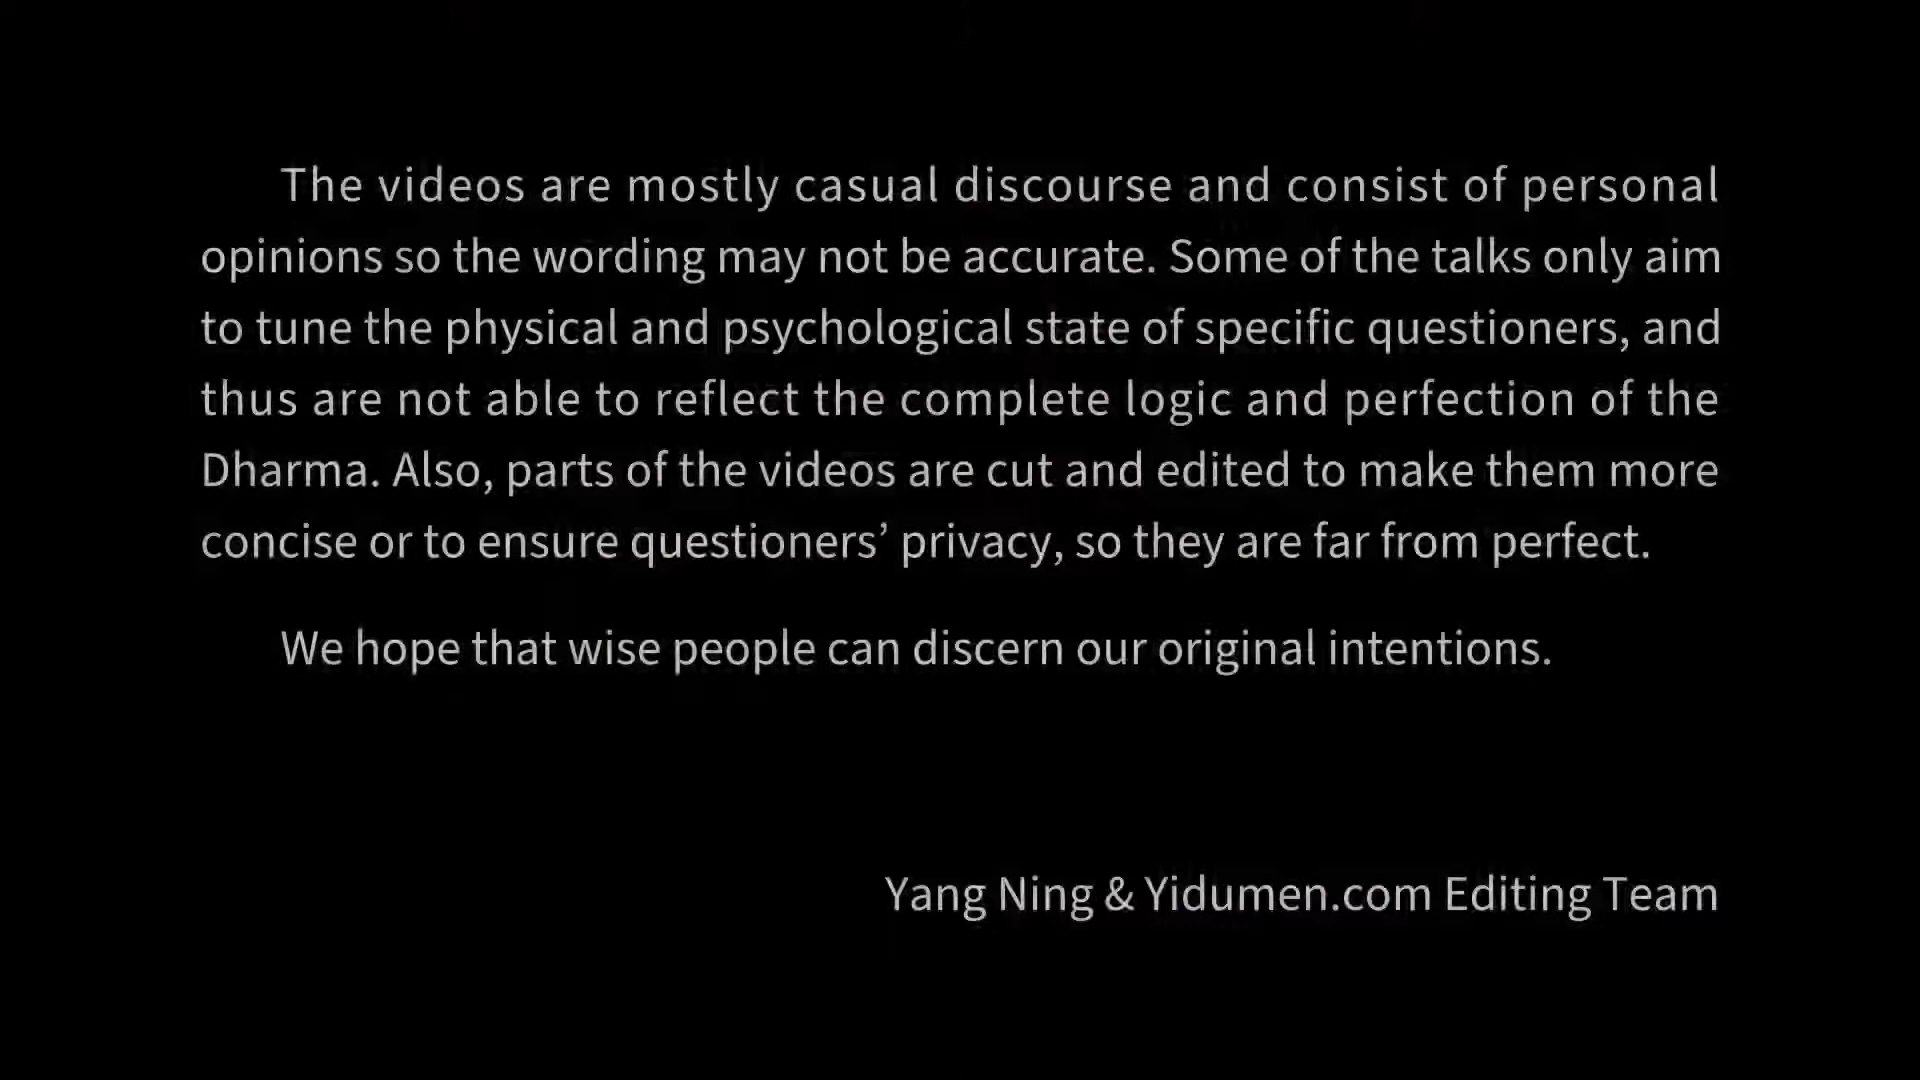 The videos are mostly casual discourse and consist of personal
opinions so the wording may not be accurate. Some of the talks only aim
to tune the physical and psychological state of specific questioners, and
thus are not able to reflect the complete logic and perfection of the
Dharma. Also, parts of the videos are cut and edited to make them more
concise or to ensure questioners’ privacy, so they are far from perfect.
We hope that wise people can discern our original intentions.
Yang Ning & Yidumen.com Editing Team